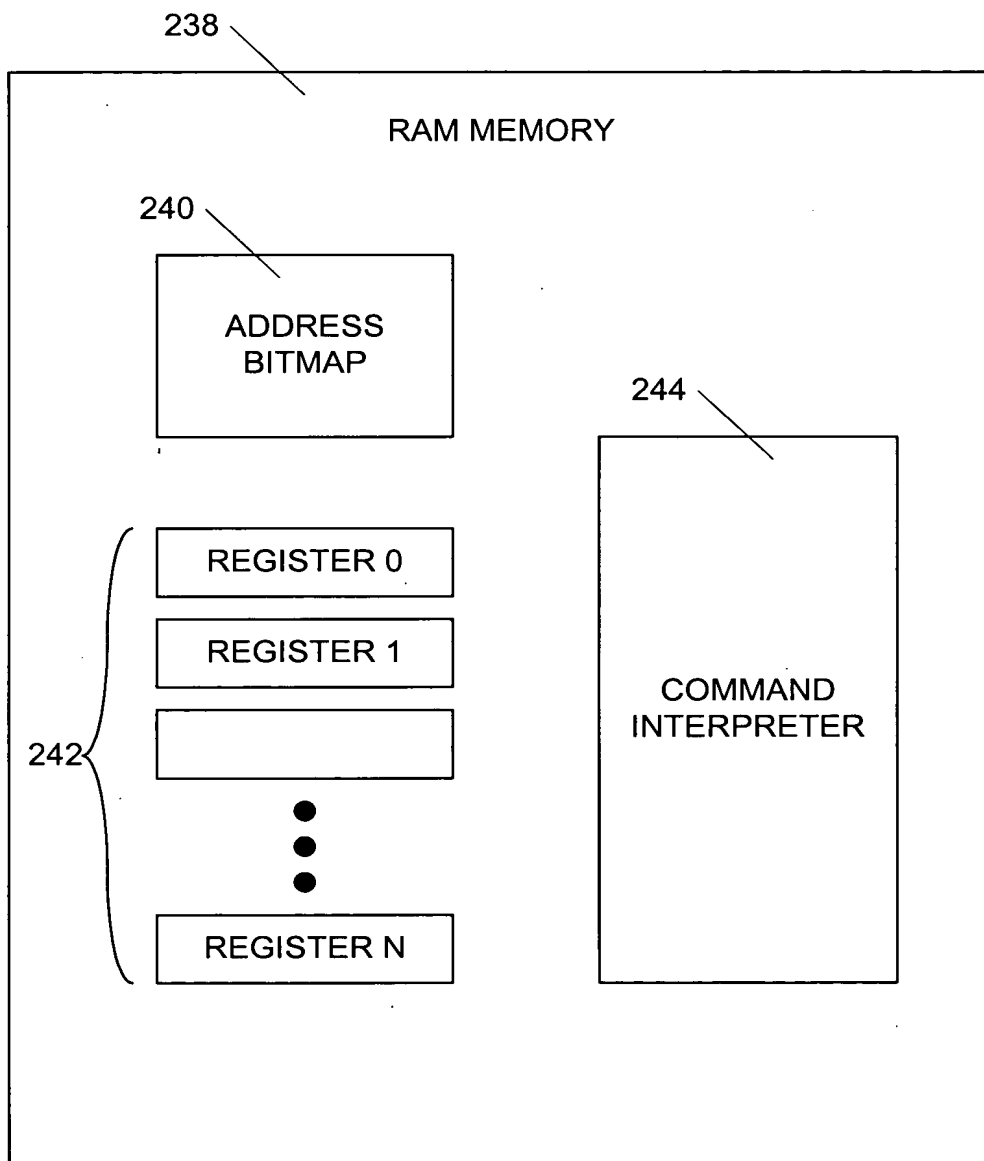 238
RAM MEMORY
240
ADDRESS
BITMAP
244
REGISTER 0
REGISTER 1
COMMAND
INTERPRETER
242
REGISTER N